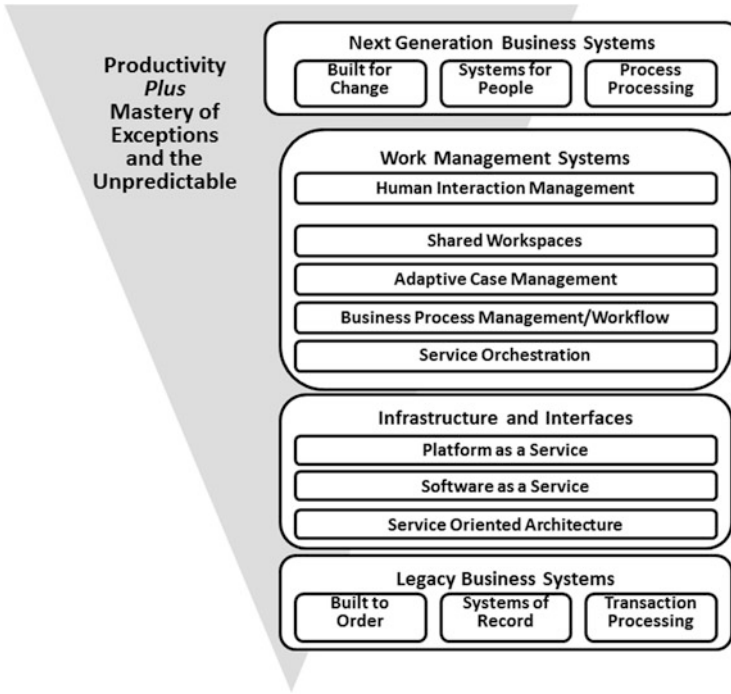 Productivity
Plus
Mastery of
Exceptions
and the
Unpredictable
Next Generation Business Systems
Built for
Change
Systems for
People
Process
Processing
Work Management Systems
Human Interaction Management
Shared Workspaces
Adaptive Case Management
Business Process Management/Workflow
Service Orchestration
Infrastructure and Interfaces
Platform as a Service
Software as a Service
Service Oriented Architecture
Legacy Business Systems
Built to
Order
Systems of
Record
Transaction
Processing